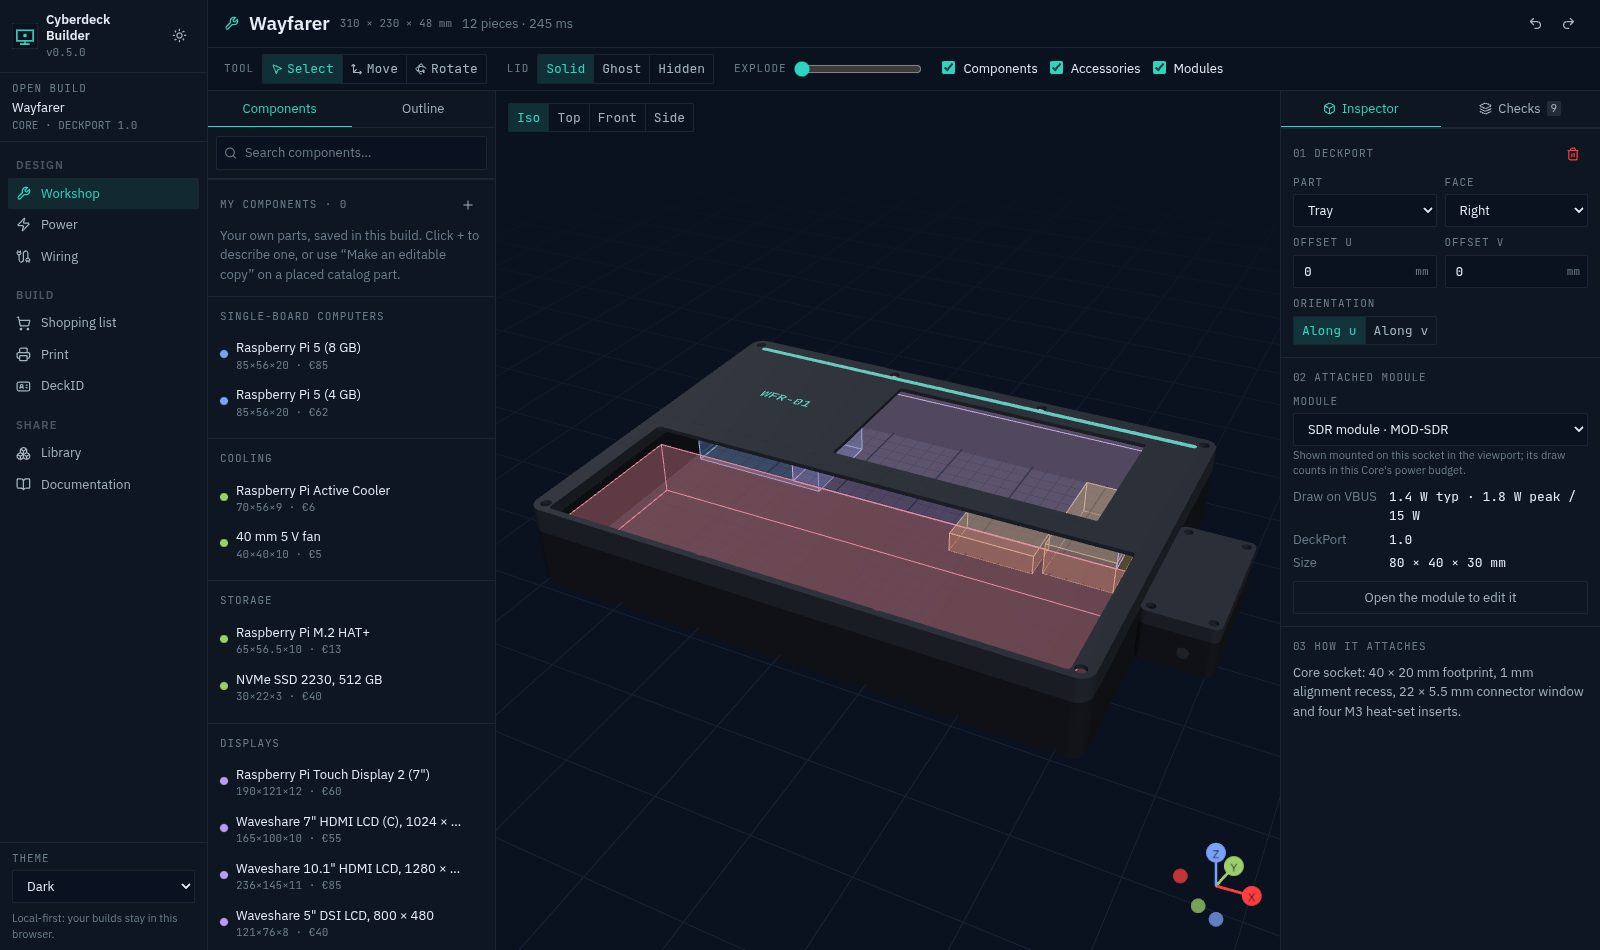 Cyberdeck
Builder
v0.5.0
OPEN BUILD
Wayfarer
CORE · DECKPORT 1.0
DESIGN
Workshop
Power
Wiring
BUILD
Shopping list
Print
DeckID
SHARE
Library
Documentation
THEME
Dark
Local-first: your builds stay in this
browser.
Wayfarer 310 × 230 × 48 mm 12 pieces · 245 ms
TOOL Select Move Rotate LID Solid Ghost Hidden EXPLODE Components Accessories Modules
Components Outline
Search components...
MY COMPONENTS · 0 +
Your own parts, saved in this build. Click + to
describe one, or use “Make an editable
copy” on a placed catalog part.
SINGLE-BOARD COMPUTERS
Raspberry Pi 5 (8 GB)
85×56×20 · €85
Raspberry Pi 5 (4 GB)
85×56×20 · €62
COOLING
Raspberry Pi Active Cooler
70×56×9 · €6
40 mm 5 V fan
40×40×10 · €5
STORAGE
Raspberry Pi M.2 HAT+
65×56.5×10 · €13
NVMe SSD 2230, 512 GB
30×22×3 · €40
DISPLAYS
Raspberry Pi Touch Display 2 (7")
190×121×12 · €60
Waveshare 7" HDMI LCD (C), 1024 × ...
165×100×10 · €55
Waveshare 10.1" HDMI LCD, 1280 × ...
236×145×11 · €85
Waveshare 5" DSI LCD, 800 × 480
121×76×8 · €40
Iso Top Front Side
WFR-01
Z
Y
X
Inspector Checks 9
01 DECKPORT
PART FACE
Tray Right
OFFSET U OFFSET V
0 mm 0 mm
ORIENTATION
Along u Along v
02 ATTACHED MODULE
MODULE
SDR module · MOD-SDR
Shown mounted on this socket in the viewport; its draw
counts in this Core's power budget.
Draw on VBUS 1.4 W typ · 1.8 W peak /
15 W
DeckPort 1.0
Size 80 × 40 × 30 mm
Open the module to edit it
03 HOW IT ATTACHES
Core socket: 40 × 20 mm footprint, 1 mm
alignment recess, 22 × 5.5 mm connector window
and four M3 heat-set inserts.